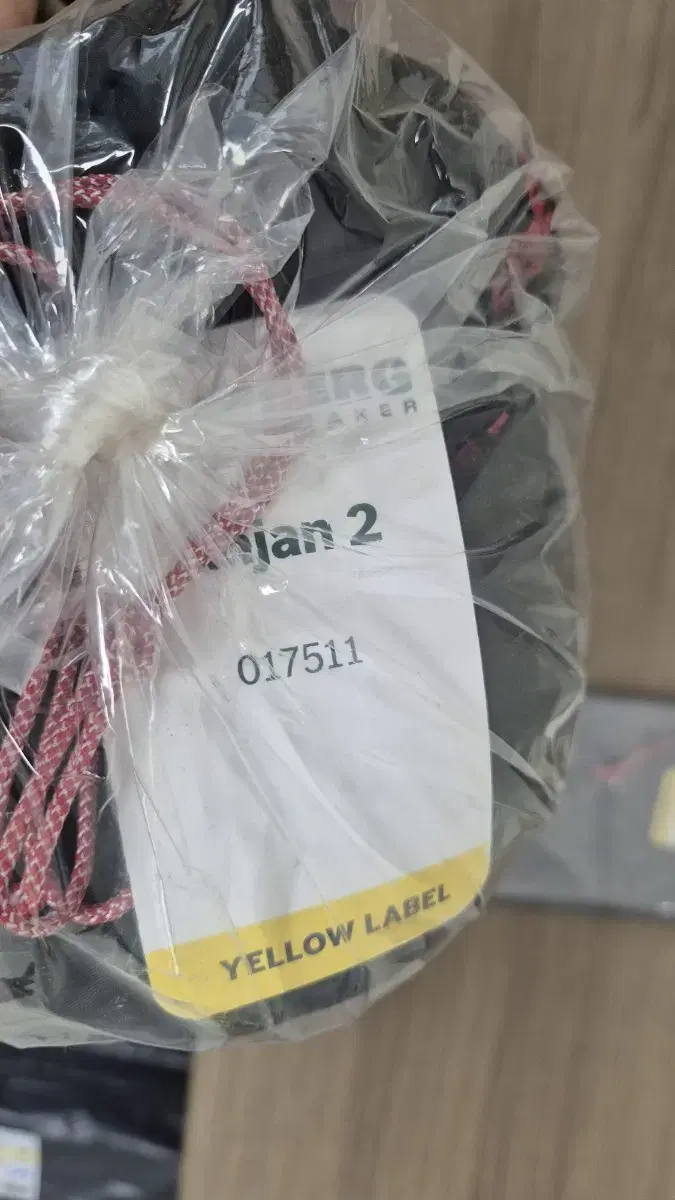 ERG
AKER
jan 2
017511
YELLOW LABEL